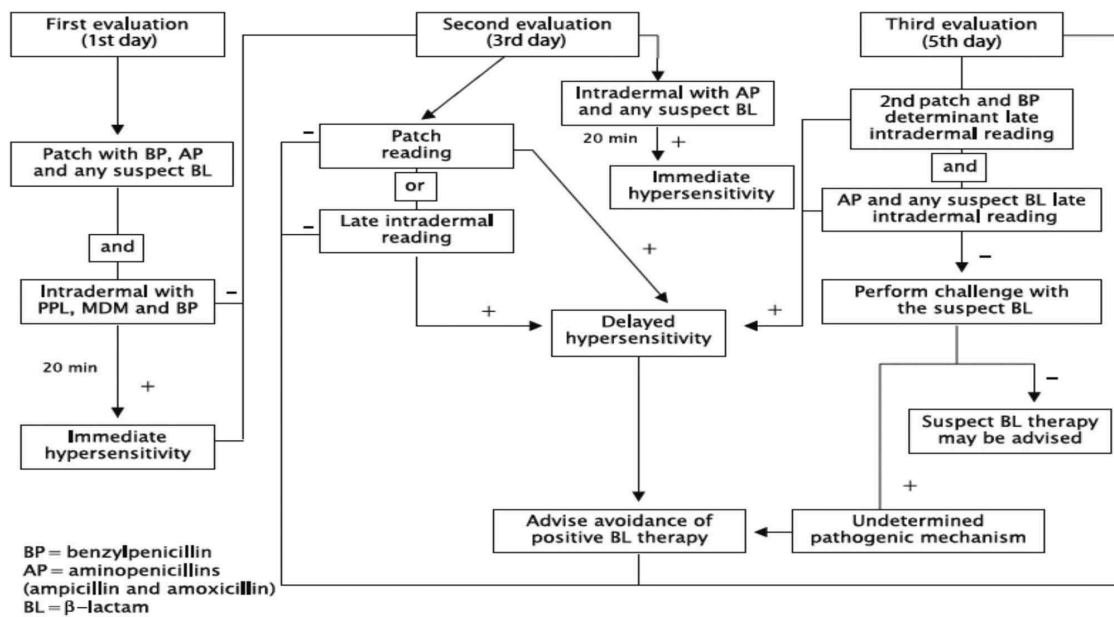 First evaluation
(1st day)
Patch with BP, AP
and any suspect BL
and
Intradermal with
PPL, MDM and BP
−
20 min
+
Immediate
hypersensitivity
Second evaluation
(3rd day)
Intradermal with AP
and any suspect BL
20 min
+
Immediate
hypersensitivity
−
Patch
reading
or
−
Late intradermal
reading
+
+
Delayed
hypersensitivity
Advise avoidance of
positive BL therapy
Third evaluation
(5th day)
2nd patch and BP
determinant late
intradermal reading
and
AP and any suspect BL late
intradermal reading
+
−
Perform challenge with
the suspect BL
−
Suspect BL therapy
may be advised
+
Undetermined
pathogenic mechanism
BP = benzylpenicillin
AP = aminopenicillins
(ampicillin and amoxicillin)
BL = β−lactam